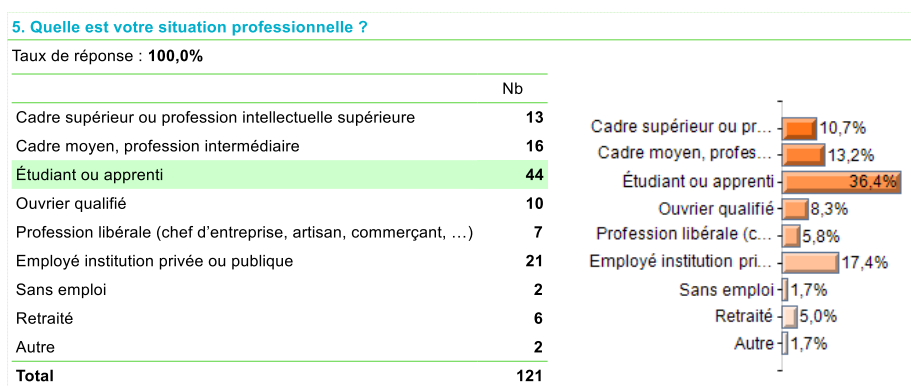 5. Quelle est votre situation professionnelle ?
Taux de réponse : 100,0%
Nb
Cadre supérieur ou profession intellectuelle supérieure 13
Cadre moyen, profession intermédiaire 16
Étudiant ou apprenti 44
Ouvrier qualifié 10
Profession libérale (chef d’entreprise, artisan, commerçant, …) 7
Employé institution privée ou publique 21
Sans emploi 2
Retraité 6
Autre 2
Total 121
Cadre supérieur ou pr... 10,7%
Cadre moyen, profes... 13,2%
Étudiant ou apprenti 36,4%
Ouvrier qualifié 8,3%
Profession libérale (c... 5,8%
Employé institution pri... 17,4%
Sans emploi 1,7%
Retraité 5,0%
Autre 1,7%